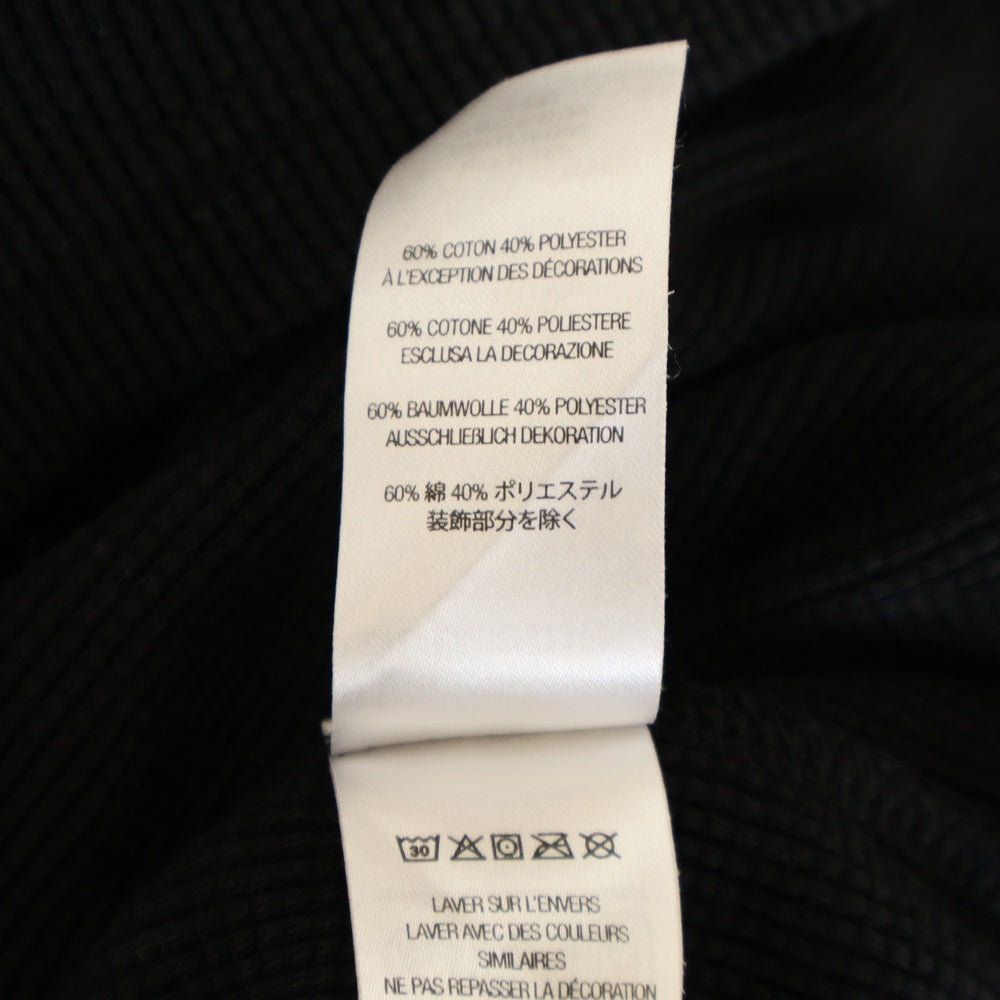 60% COTON 40% POLYESTER
À L'EXCEPTION DES DÉCORATIONS
60% COTONE 40% POLIESTERE
ESCLUSA LA DECORAZIONE
60% BAUMWOLLE 40% POLYESTER
AUSSCHLIEßLICH DEKORATION
60% 綿 40% ポリエステル
装飾部分を除く
30
LAVER SUR L'ENVERS
LAVER AVEC DES COULEURS
SIMILAIRES
NE PAS REPASSER LA DÉCORATION